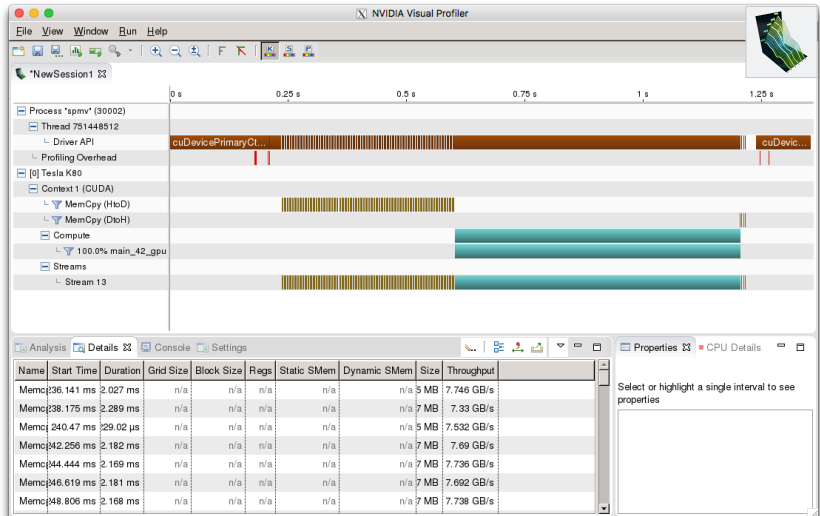 NVIDIA Visual Profiler
File View Window Run Help
*NewSession1
0 s 0.25 s 0.5 s 0.75 s 1 s 1.25 s
Process "spmv" (30002)
Thread 751448512
Driver API cuDevicePrimaryCt... cuDevic...
Profiling Overhead
[0] Tesla K80
Context 1 (CUDA)
MemCpy (HtoD)
MemCpy (DtoH)
Compute
100.0% main_42_gpu
Streams
Stream 13
Analysis Details Console Settings Properties CPU Details
Name Start Time Duration Grid Size Block Size Regs Static SMem Dynamic SMem Size Throughput
Memcp 236.141 ms 2.027 ms n/a n/a n/a n/a n/a 5 MB 7.746 GB/s
Select or highlight a single interval to see
properties
Memcp 238.175 ms 2.289 ms n/a n/a n/a n/a n/a 7 MB 7.33 GB/s
Memcp 240.47 ms 229.02 µs n/a n/a n/a n/a n/a 5 MB 7.532 GB/s
Memcp 242.256 ms 2.182 ms n/a n/a n/a n/a n/a 7 MB 7.69 GB/s
Memcp 244.444 ms 2.169 ms n/a n/a n/a n/a n/a 7 MB 7.736 GB/s
Memcp 246.619 ms 2.181 ms n/a n/a n/a n/a n/a 7 MB 7.692 GB/s
Memcp 248.806 ms 2.168 ms n/a n/a n/a n/a n/a 7 MB 7.738 GB/s